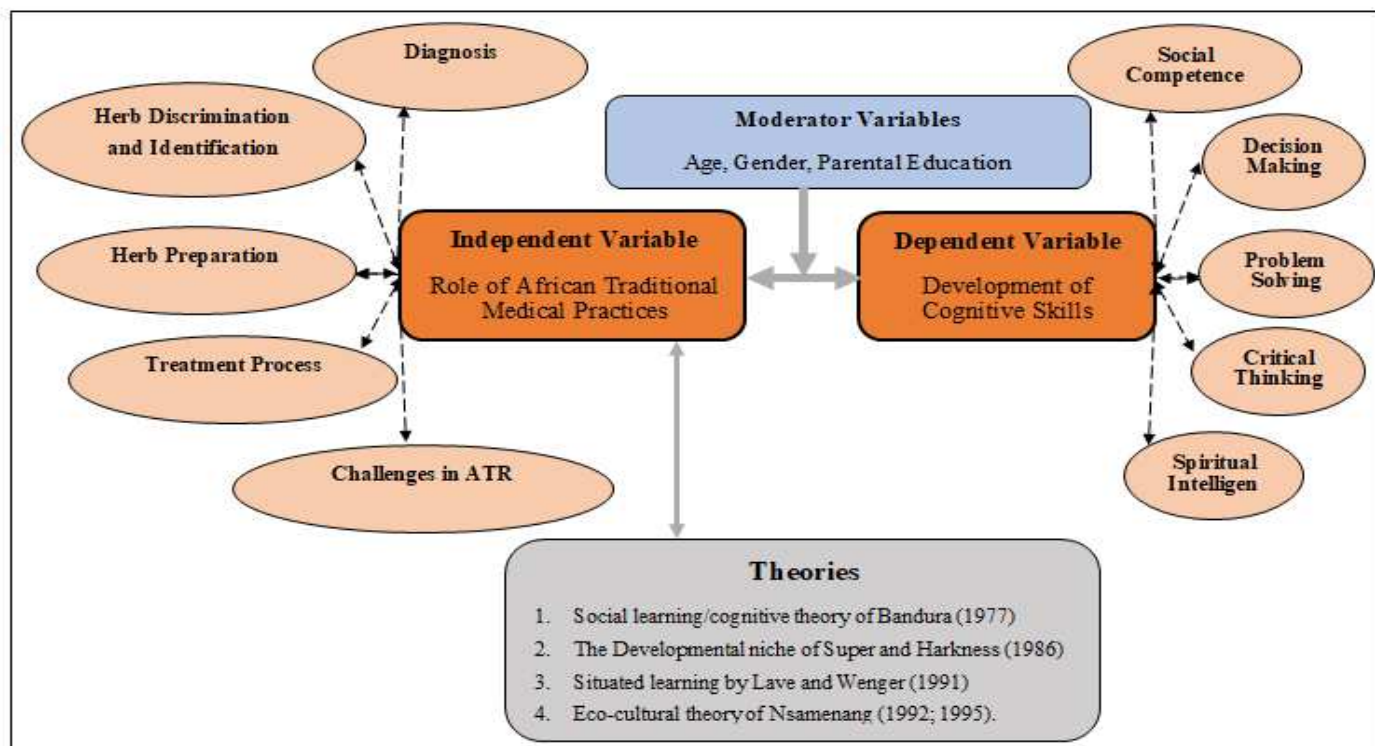 Diagnosis
Social
Competence
Herb Discrimination
and Identification
Moderator Variables
Age, Gender, Parental Education
Decision
Making
Independent Variable
Role of African Traditional
Medical Practices
Dependent Variable
Development of
Cognitive Skills
Herb Preparation
Problem
Solving
Treatment Process
Critical
Thinking
Challenges in ATR
Spiritual
Intelligen
Theories
1. Social learning/cognitive theory of Bandura (1977)
2. The Developmental niche of Super and Harkness (1986)
3. Situated learning by Lave and Wenger (1991)
4. Eco-cultural theory of Nsamenang (1992; 1995).